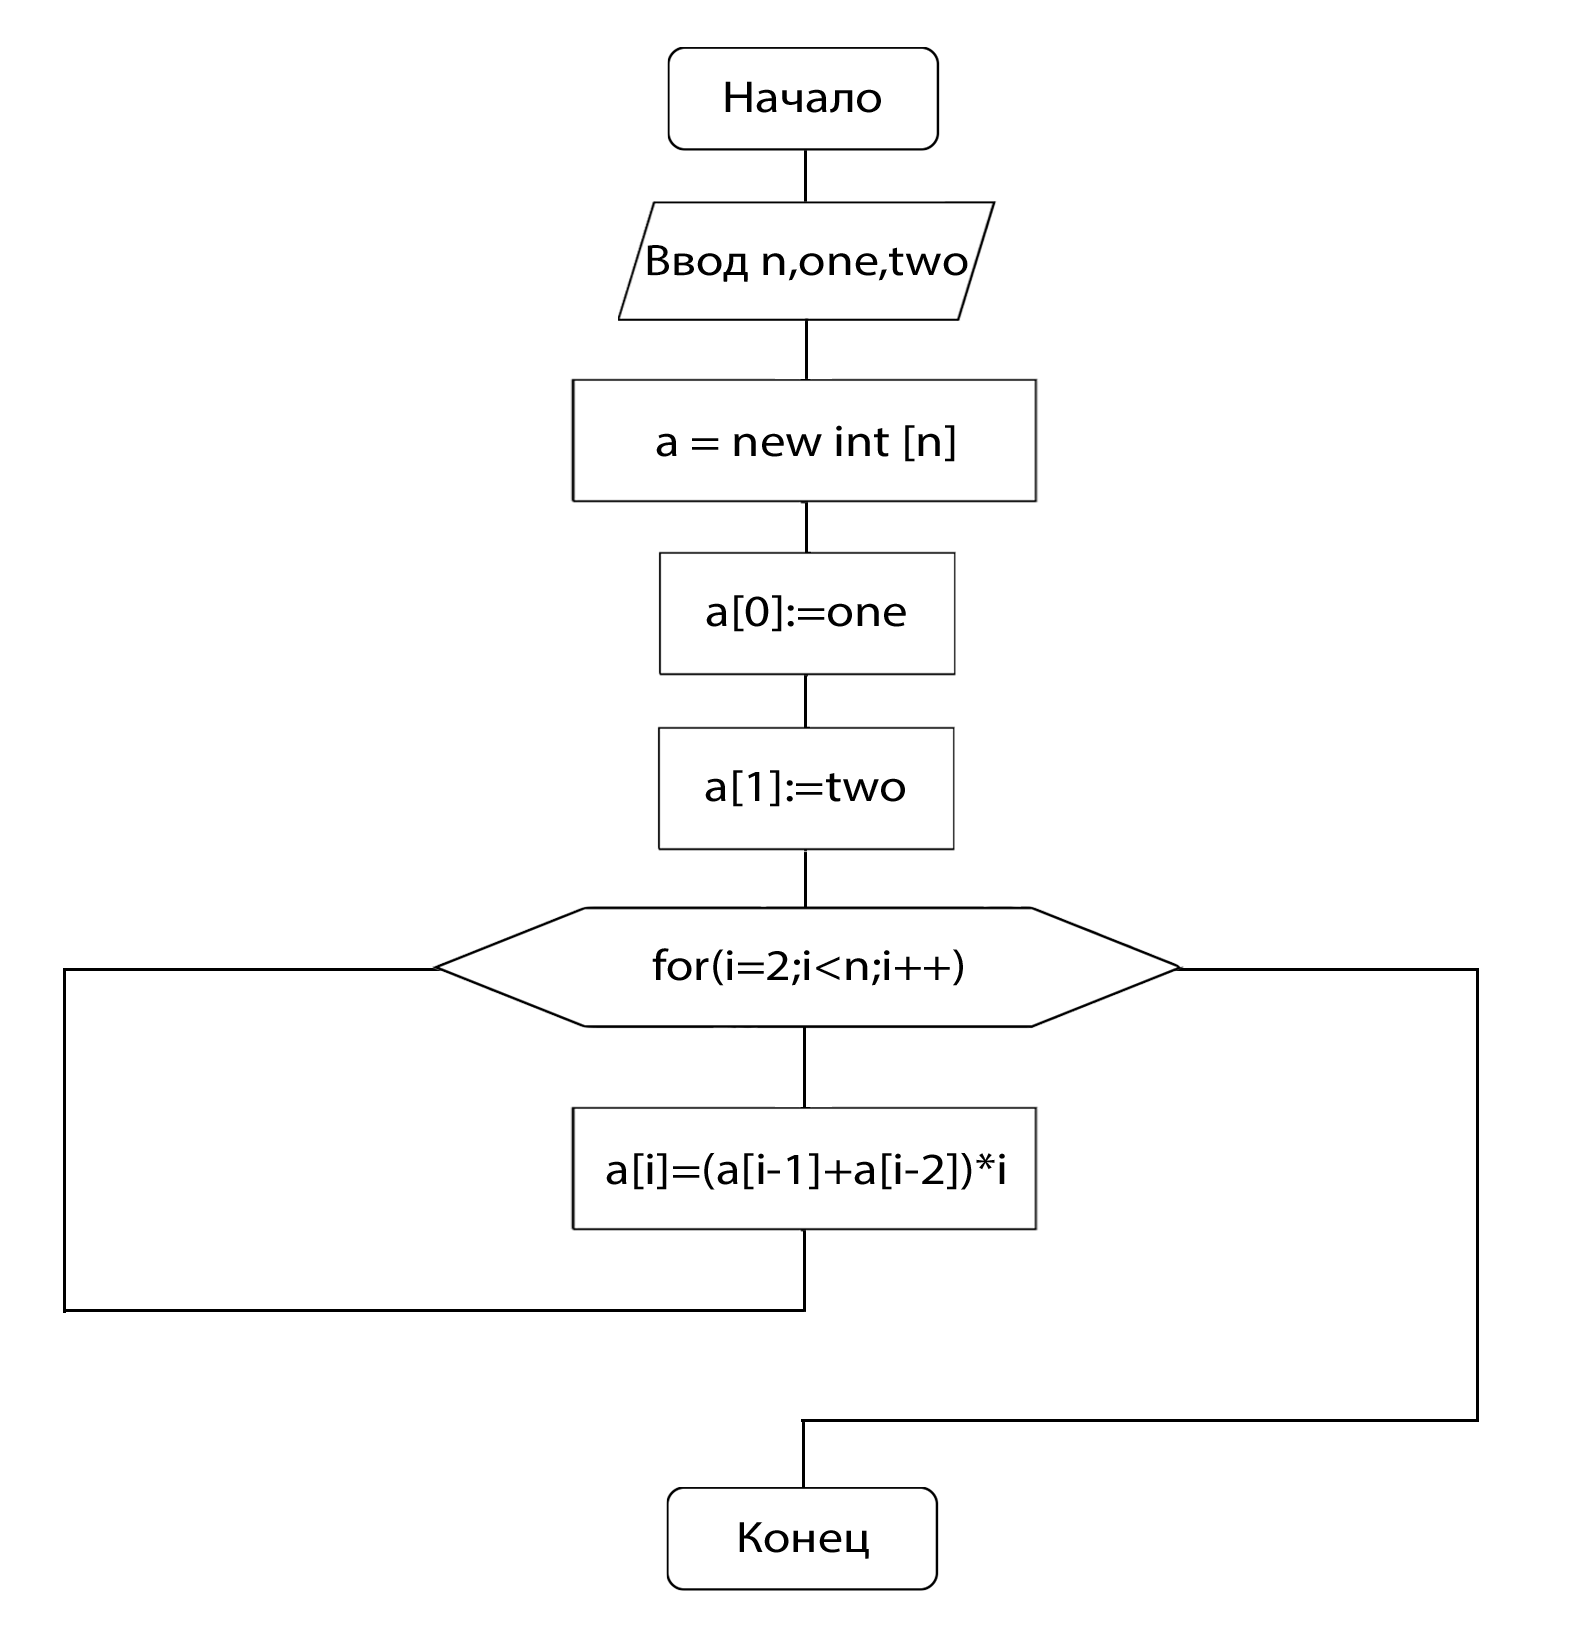 Начало
Ввод n,one,two
a = new int [n]
a[0]:=one
a[1]:=two
for(i=2;i<n;i++)
a[i]=(a[i-1]+a[i-2])*i
Конец